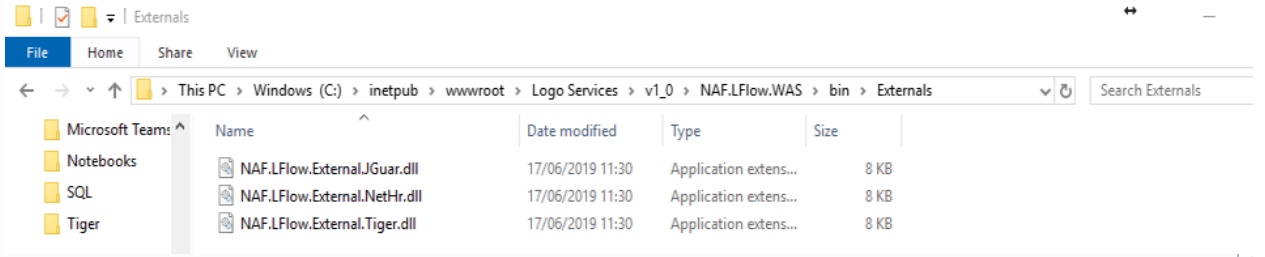 Externals
File Home Share View
This PC > Windows (C:) > inetpub > wwwroot > Logo Services > v1_0 > NAF.LFlow.WAS > bin > Externals Search Externals
Microsoft Teams Name Date modified Type Size
Notebooks NAF.LFlow.External.JGuar.dll 17/06/2019 11:30 Application extens... 8 KB
SQL NAF.LFlow.External.NetHr.dll 17/06/2019 11:30 Application extens... 8 KB
Tiger NAF.LFlow.External.Tiger.dll 17/06/2019 11:30 Application extens... 8 KB